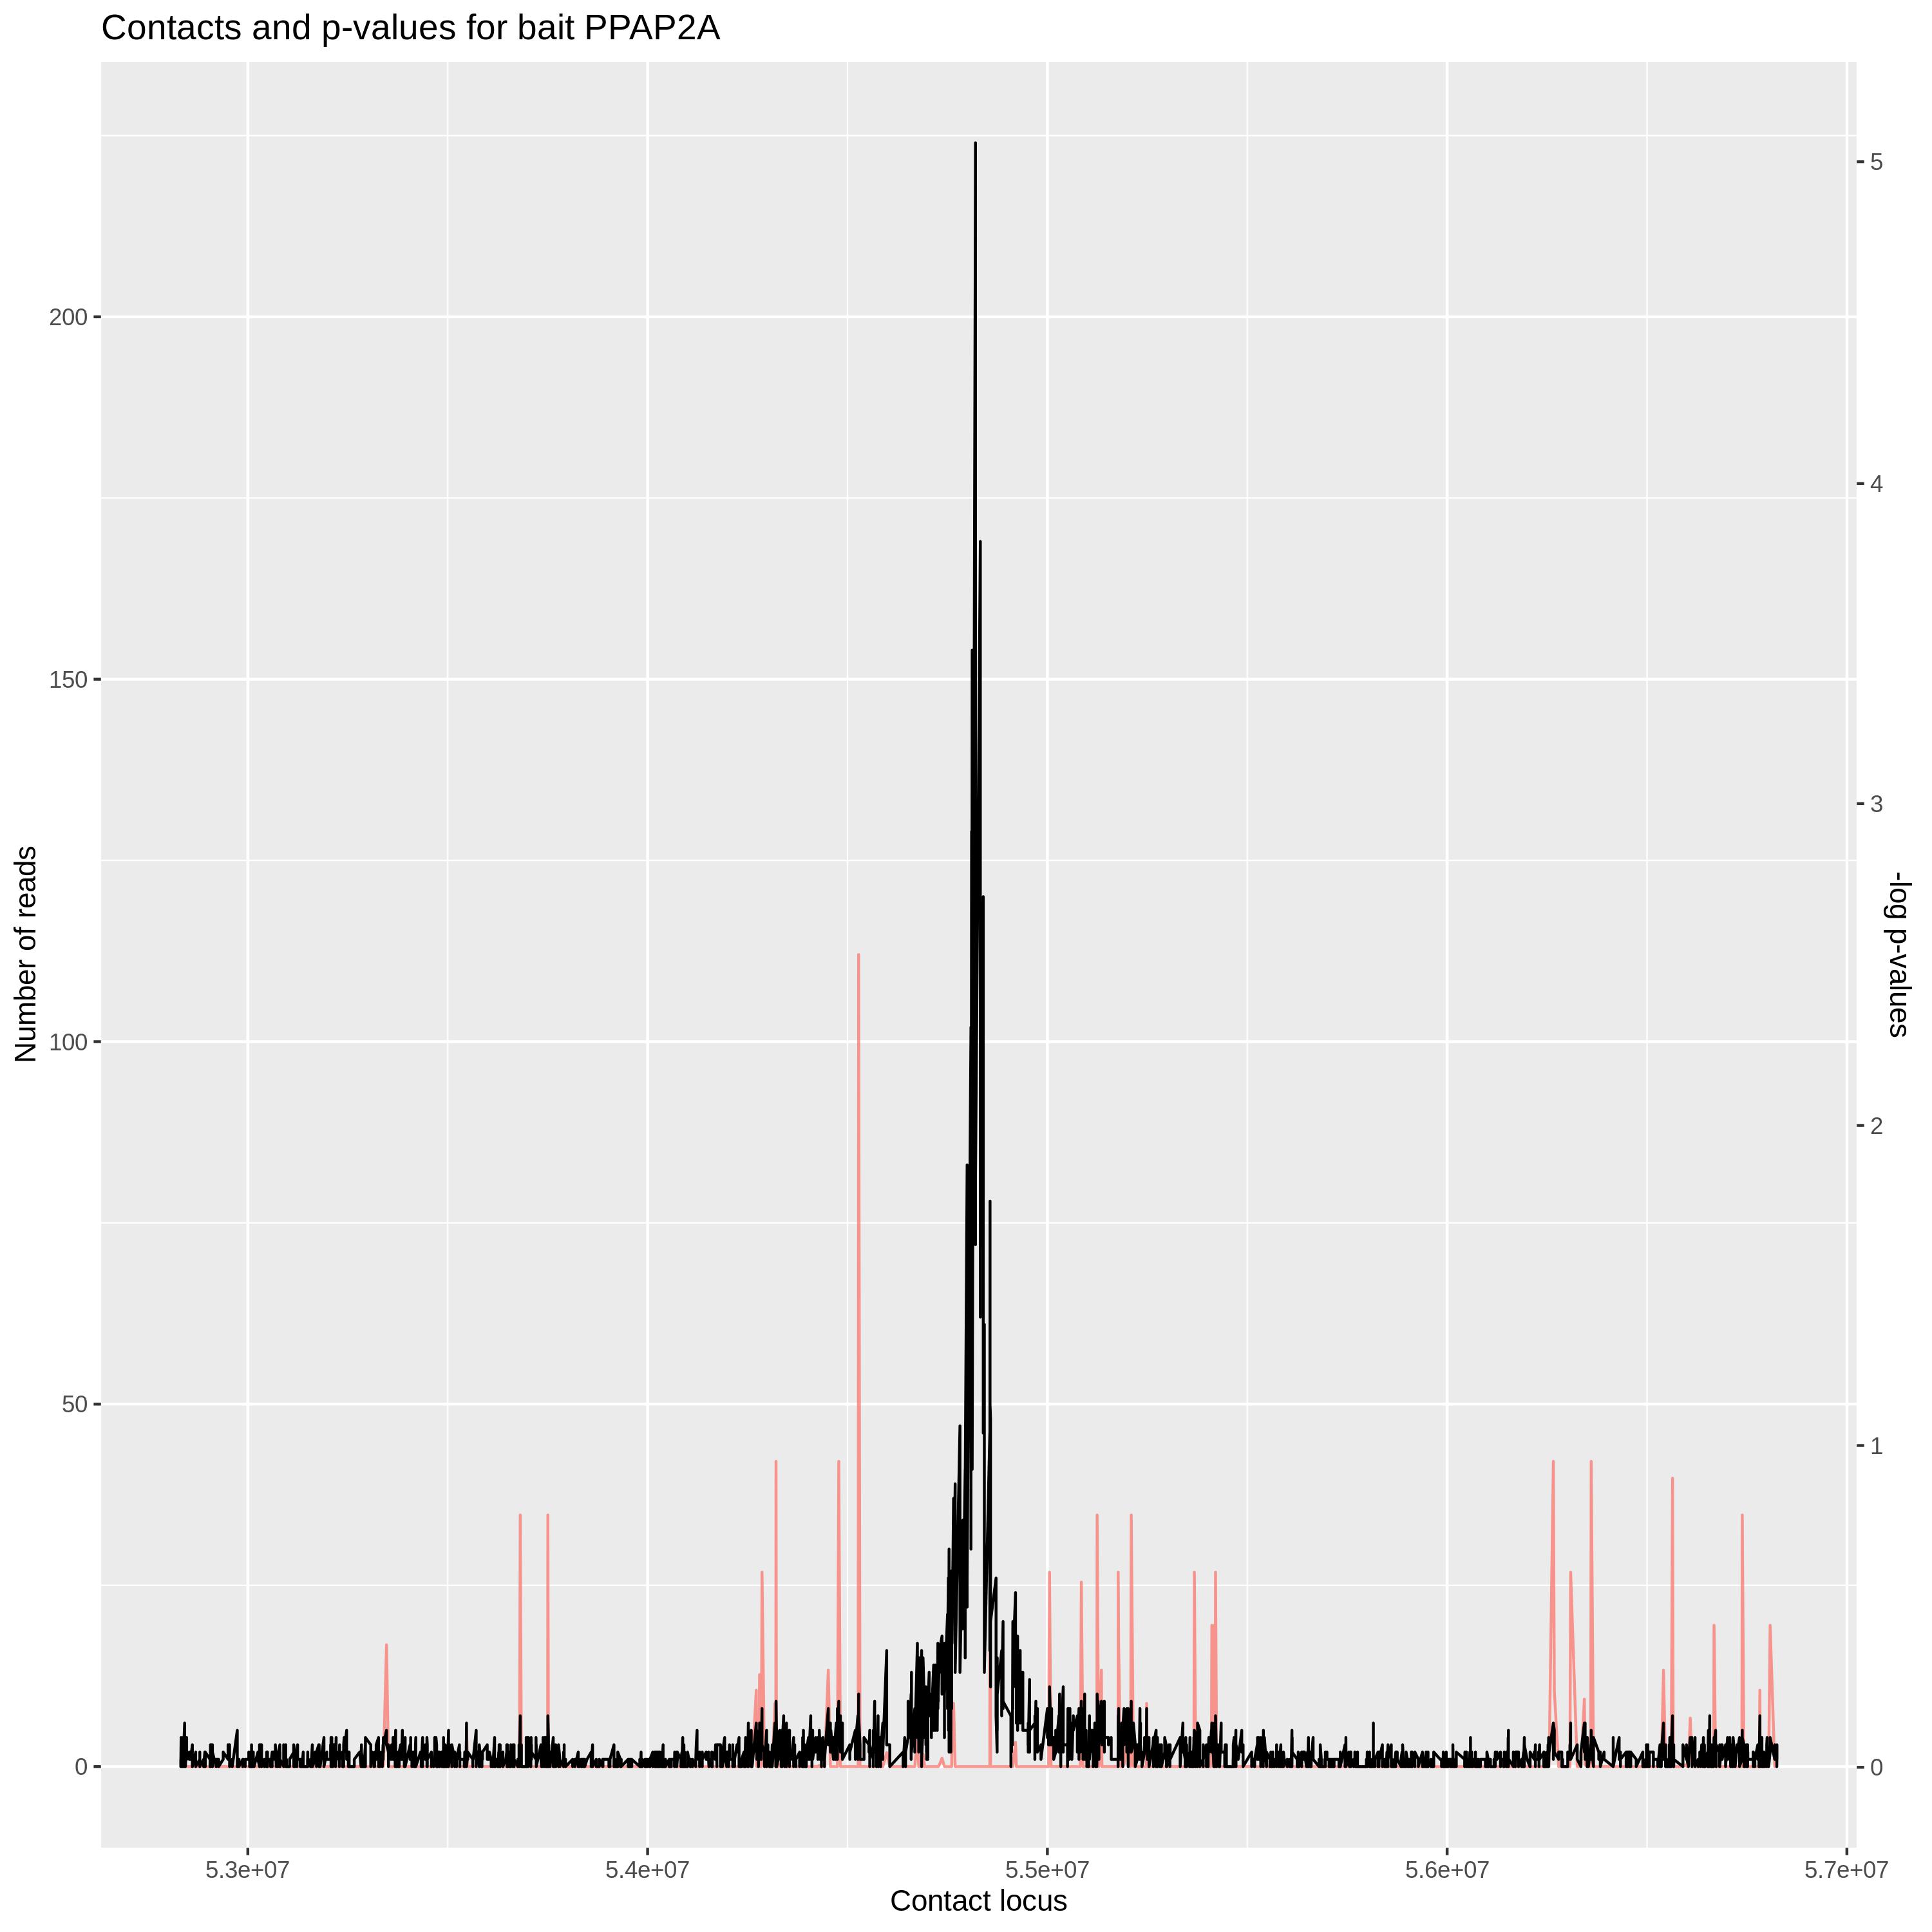 Contacts and p-values for bait PPAP2A
Number of reads
200
150
100
50
0
5
4
3
2
1
0
-log p-values
5.3e+07 5.4e+07 5.5e+07 5.6e+07 5.7e+07
Contact locus